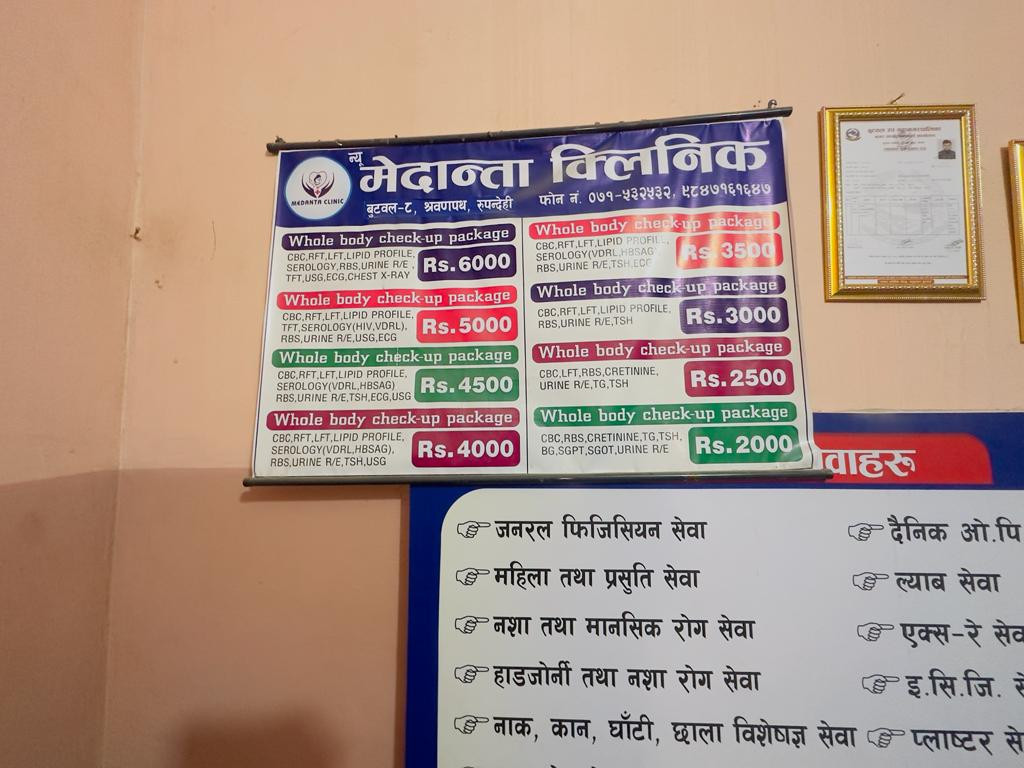 न्यू मेदान्ता क्लिनिक
MEDANTA CLINIC
बुटवल-८, श्रवणपथ, रुपन्देही
फोन नं. ०७१-५३२५३२, ९८४७१६१६४७
Whole body check-up package
CBC,RFT,LFT,LIPID PROFILE,
SEROLOGY,RBS,URINE R/E ,
TFT,USG,ECG,CHEST X-RAY
Rs.6000
Whole body check-up package
CBC,RFT,LFT,LIPID PROFILE,
TFT,SEROLOGY(HIV,VDRL),
RBS,URINE R/E,USG,ECG
Rs.5000
Whole body check-up package
CBC,RFT,LFT,LIPID PROFILE,
SEROLOGY(VDRL,HBSAG)
RBS,URINE R/E,TSH,ECG,USG
Rs.4500
Whole body check-up package
CBC,RFT,LFT,LIPID PROFILE,
SEROLOGY(VDRL,HBSAG),
RBS,URINE R/E,TSH,USG
Rs.4000
Whole body check-up package
CBC,RFT,LFT,LIPID PROFILE,
SEROLOGY(VDRL,HBSAG)
RBS,URINE R/E,TSH,ECG
Rs.3500
Whole body check-up package
CBC,RFT,LFT,LIPID PROFILE,
RBS,URINE R/E,TSH
Rs.3000
Whole body check-up package
CBC,LFT,RBS,CRETININE,
URINE R/E,TG,TSH
Rs.2500
Whole body check-up package
CBC,RBS,CRETININE,TG,TSH,
BG,SGPT,SGOT,URINE R/E
Rs.2000
वाहरु
जनरल फिजिसियन सेवा
महिला तथा प्रसुति सेवा
नशा तथा मानसिक रोग सेवा
हाडजोर्नी तथा नशा रोग सेवा
नाक, कान, घाँटी, छाला विशेषज्ञ सेवा
दैनिक ओ.पि
ल्याब सेवा
एक्स-रे सेव
इ.सि.जि. से
प्लाष्टर से